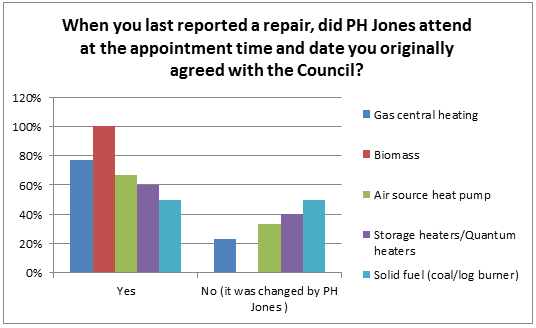 When you last reported a repair, did PH Jones attend
at the appointment time and date you originally
agreed with the Council?
120%
100%
80%
60%
40%
20%
0%
Yes
No (it was changed by PH
Jones )
Gas central heating
Biomass
Air source heat pump
Storage heaters/Quantum
heaters
Solid fuel (coal/log burner)